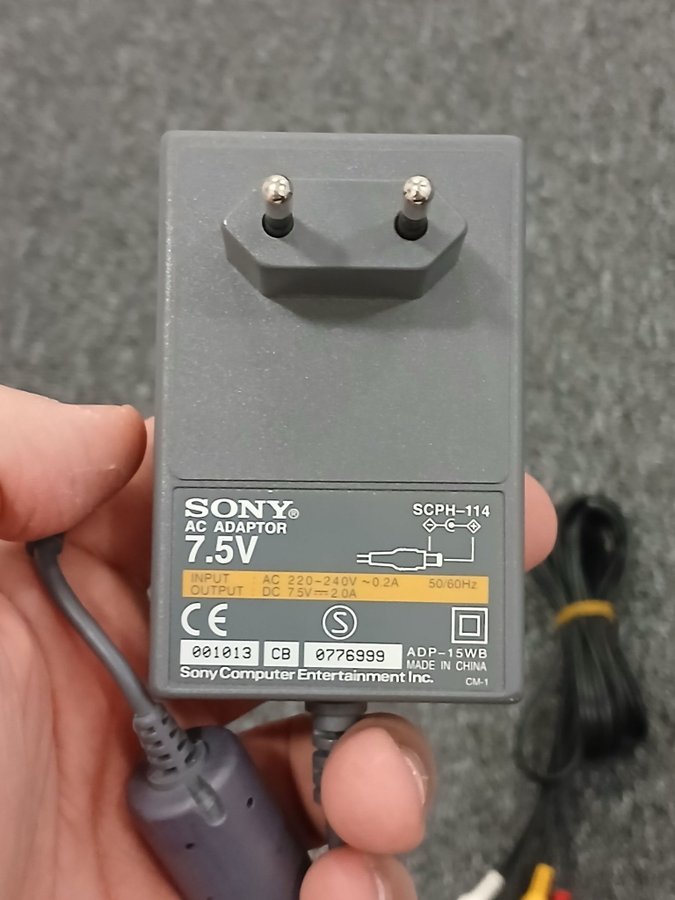 SONY®
AC ADAPTOR
7.5V
SCPH-114
INPUT : AC 220-240V ~ 0.2A 50/60Hz
OUTPUT : DC 7.5V ⎓ 2.0A
CE
S
001013 CB 0776999
ADP-15WB
MADE IN CHINA
Sony Computer Entertainment Inc.
CM-1